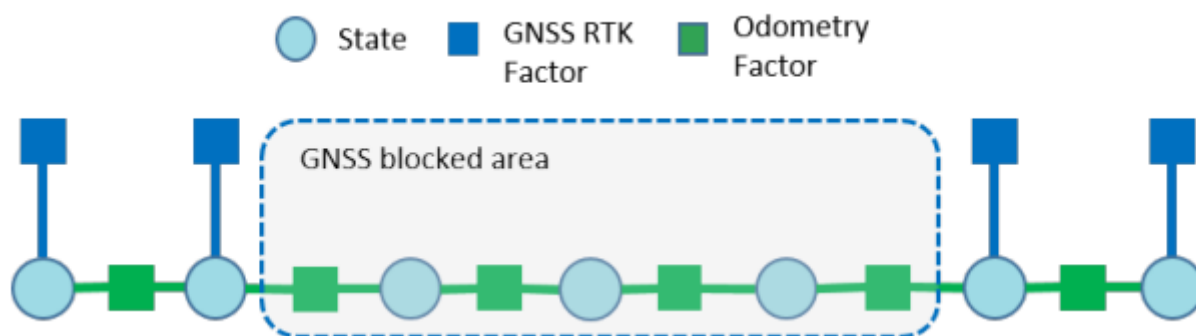 State
GNSS RTK
Factor
Odometry
Factor
GNSS blocked area